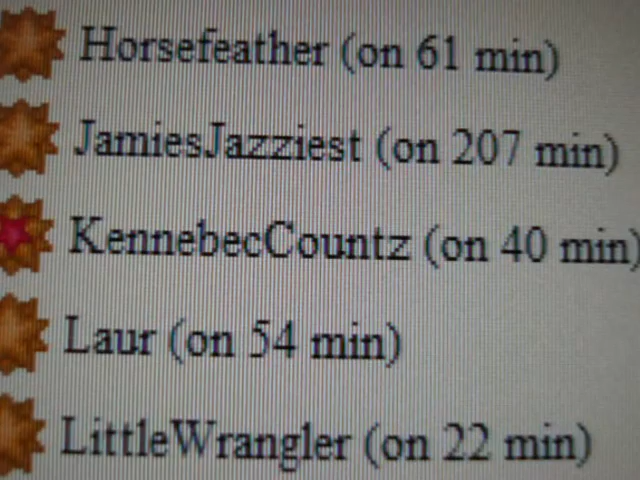 Horsefeather (on 61 min)
JamiesJazziest (on 207 min)
KennebecCountz (on 40 min)
Laur (on 54 min)
LittleWrangler (on 22 min)